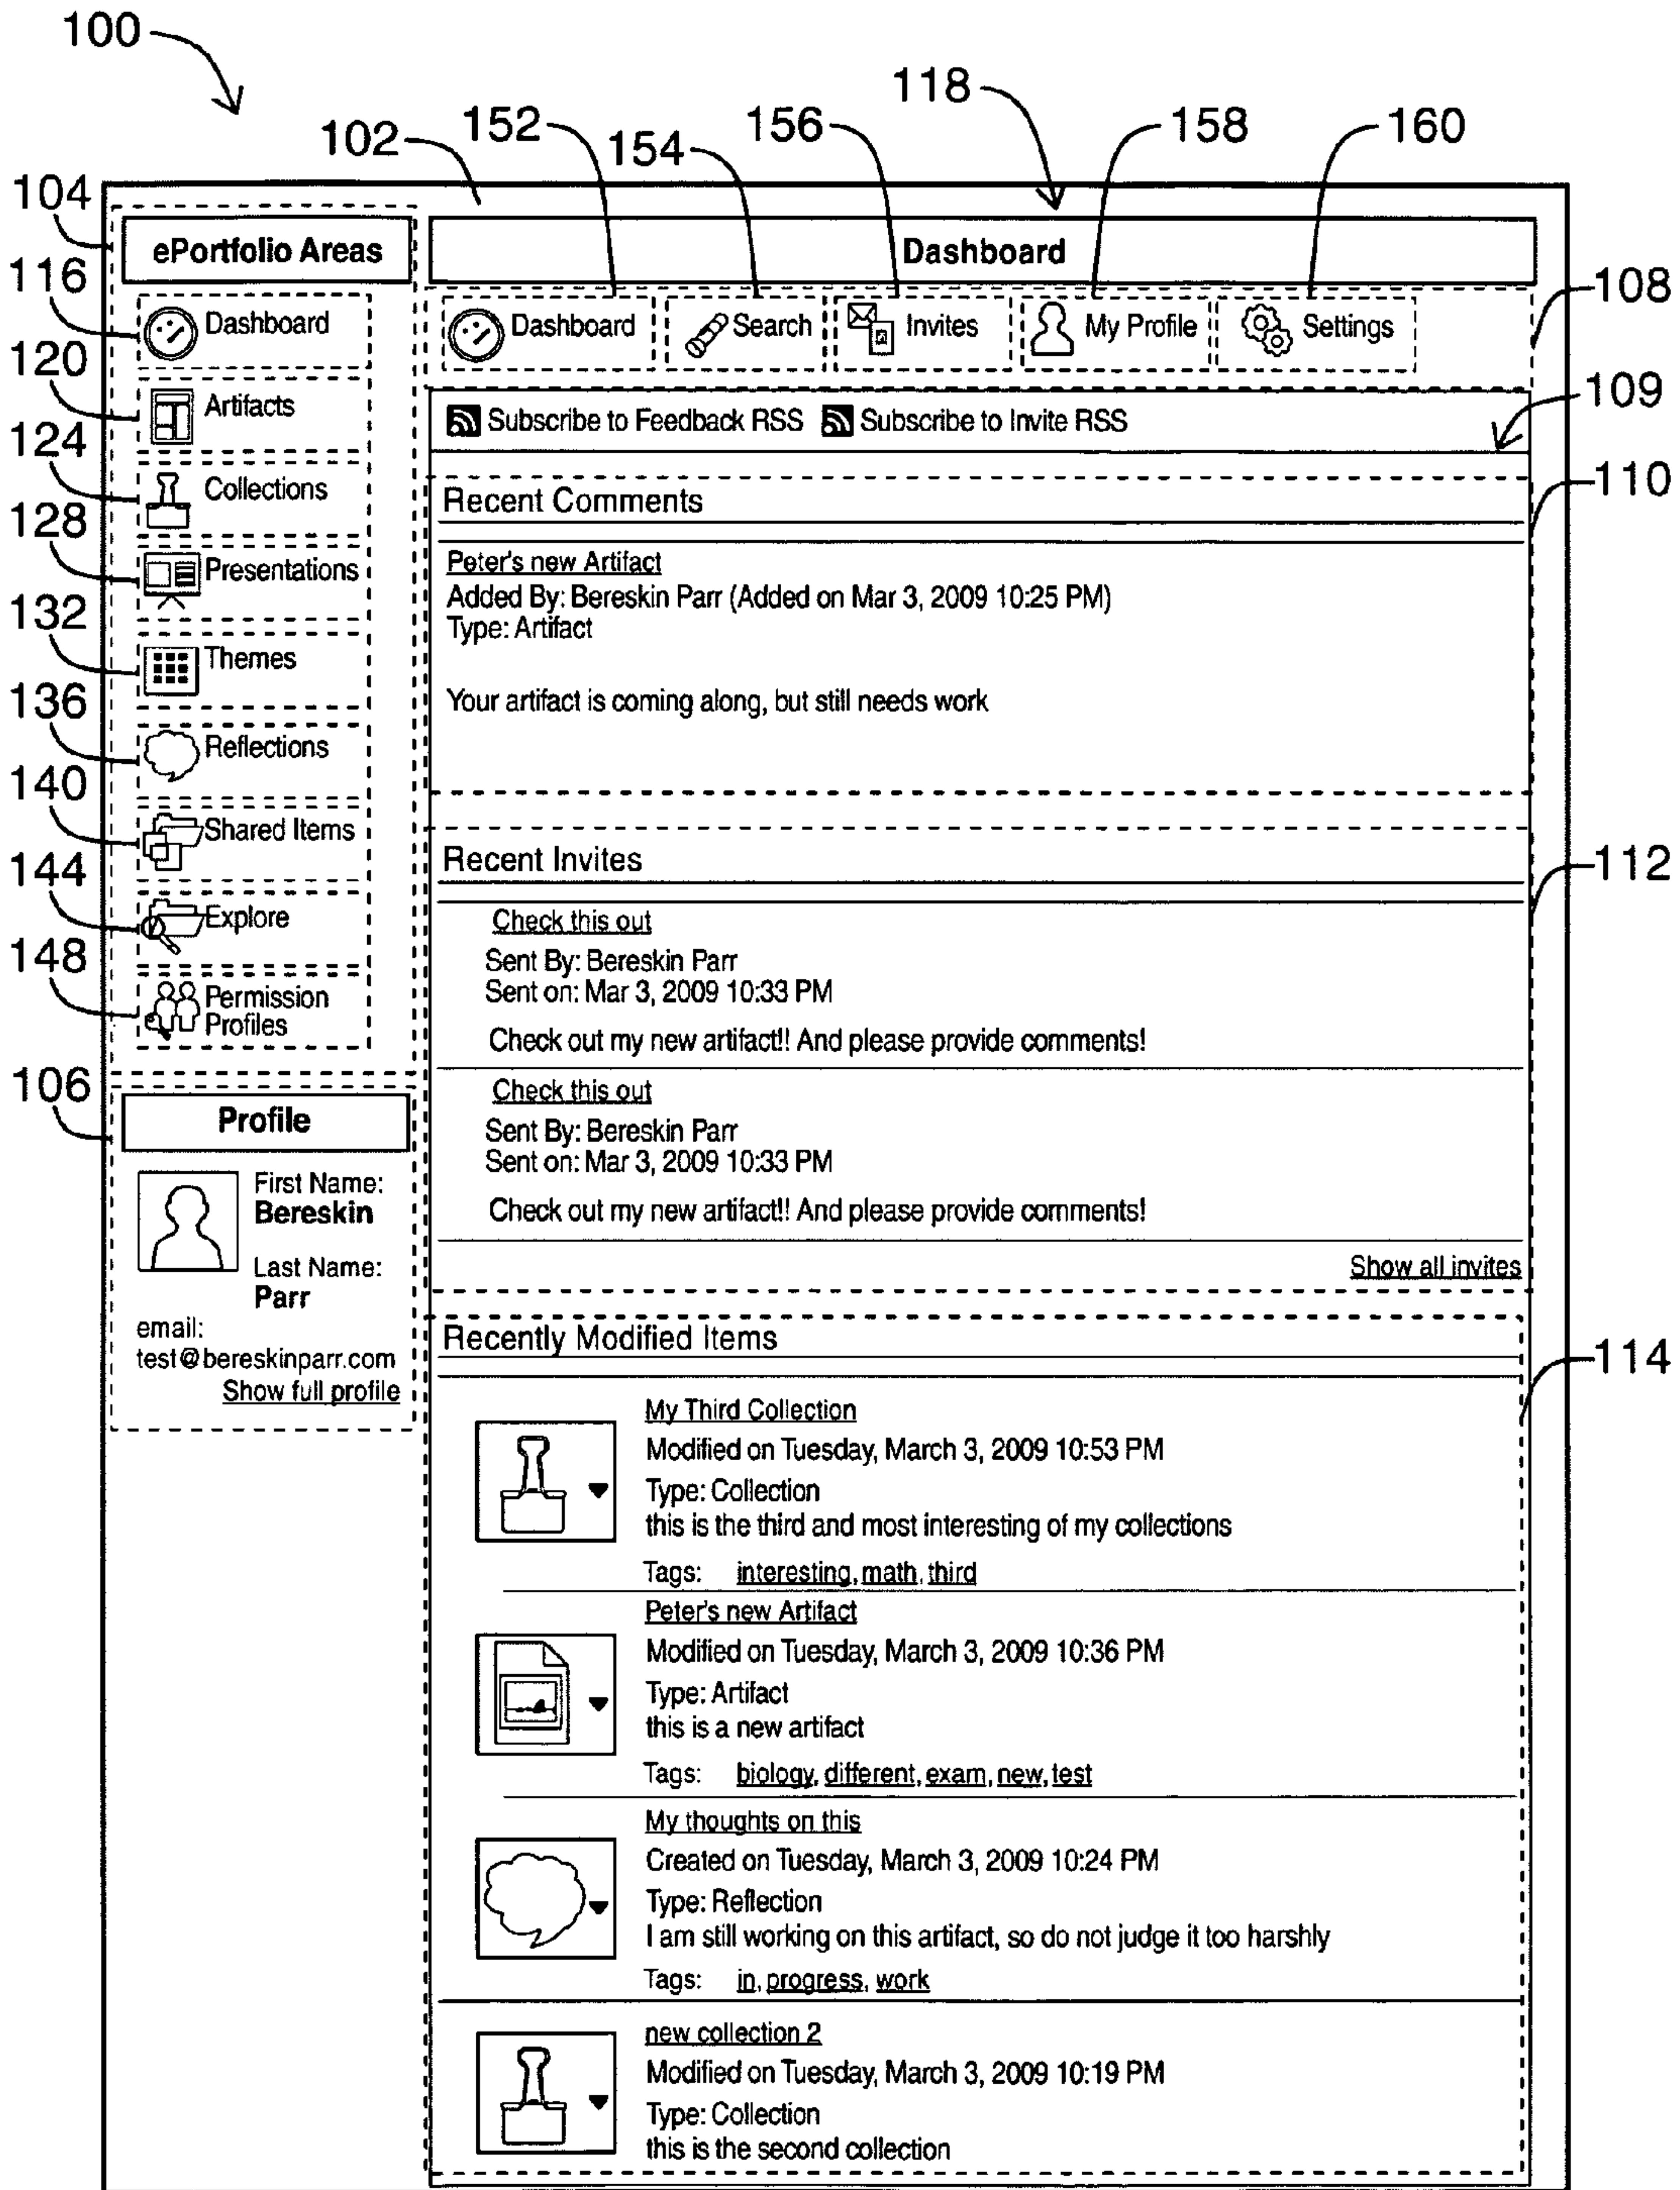 100
118
102
152
154
156
158
160
104
ePortfolio Areas
Dashboard
116
Dashboard
120
Artifacts
124
Collections
128
Presentations
132
Themes
136
Reflections
140
Shared Items
144
Explore
148
Permission
Profiles
106
Profile
First Name:
Bereskin
Last Name:
Parr
email:
test@bereskinparr.com
Show full profile
Dashboard
Search
Invites
My Profile
Settings
108
Subscribe to Feedback RSS
Subscribe to Invite RSS
109
110
Recent Comments
Peter's new Artifact
Added By: Bereskin Parr (Added on Mar 3, 2009 10:25 PM)
Type: Artifact
Your artifact is coming along, but still needs work
112
Recent Invites
Check this out
Sent By: Bereskin Parr
Sent on: Mar 3, 2009 10:33 PM
Check out my new artifact!! And please provide comments!
Check this out
Sent By: Bereskin Parr
Sent on: Mar 3, 2009 10:33 PM
Check out my new artifact!! And please provide comments!
Show all invites
114
Recently Modified Items
My Third Collection
Modified on Tuesday, March 3, 2009 10:53 PM
Type: Collection
this is the third and most interesting of my collections
Tags: interesting, math, third
Peter's new Artifact
Modified on Tuesday, March 3, 2009 10:36 PM
Type: Artifact
this is a new artifact
Tags: biology, different, exam, new, test
My thoughts on this
Created on Tuesday, March 3, 2009 10:24 PM
Type: Reflection
I am still working on this artifact, so do not judge it too harshly
Tags: in, progress, work
new collection 2
Modified on Tuesday, March 3, 2009 10:19 PM
Type: Collection
this is the second collection